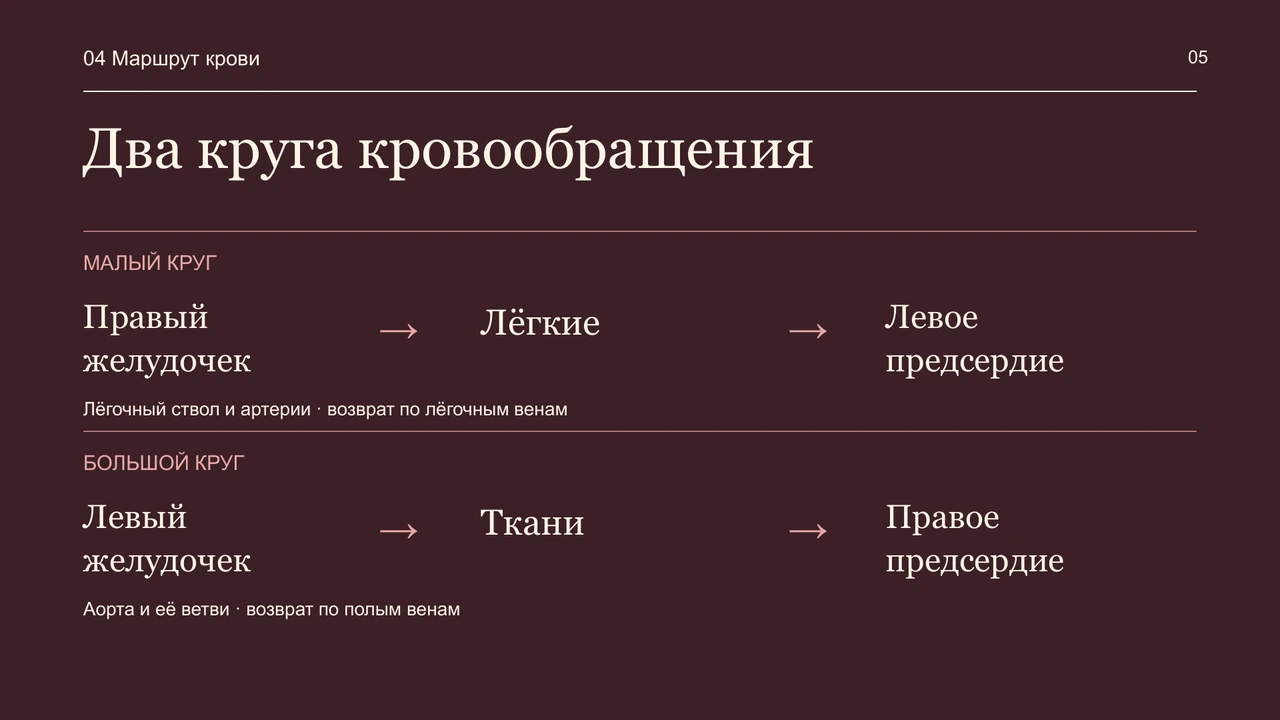 04 Маршрут крови
05
Два круга кровообращения
МАЛЫЙ КРУГ
Правый
желудочек
→
Лёгкие
→
Левое
предсердие
Лёгочный ствол и артерии · возврат по лёгочным венам
БОЛЬШОЙ КРУГ
Левый
желудочек
→
Ткани
→
Правое
предсердие
Аорта и её ветви · возврат по полым венам